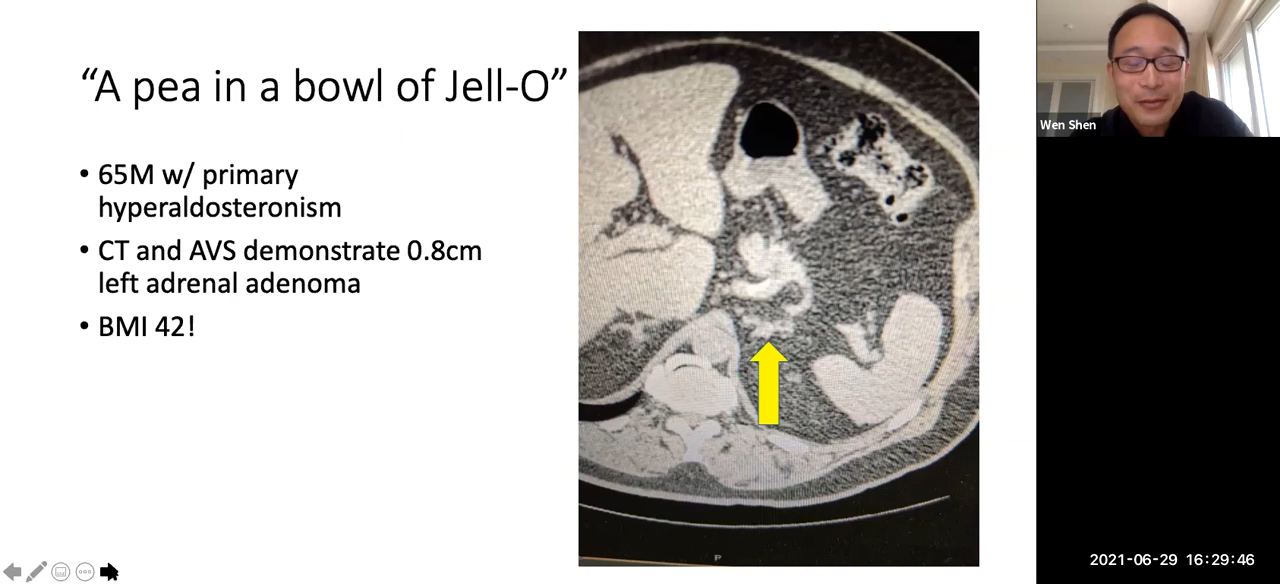 “A pea in a bowl of Jell-O”
• 65M w/ primary
hyperaldosteronism
• CT and AVS demonstrate 0.8cm
left adrenal adenoma
• BMI 42!
P
Wen Shen
2021-06-29 16:29:46